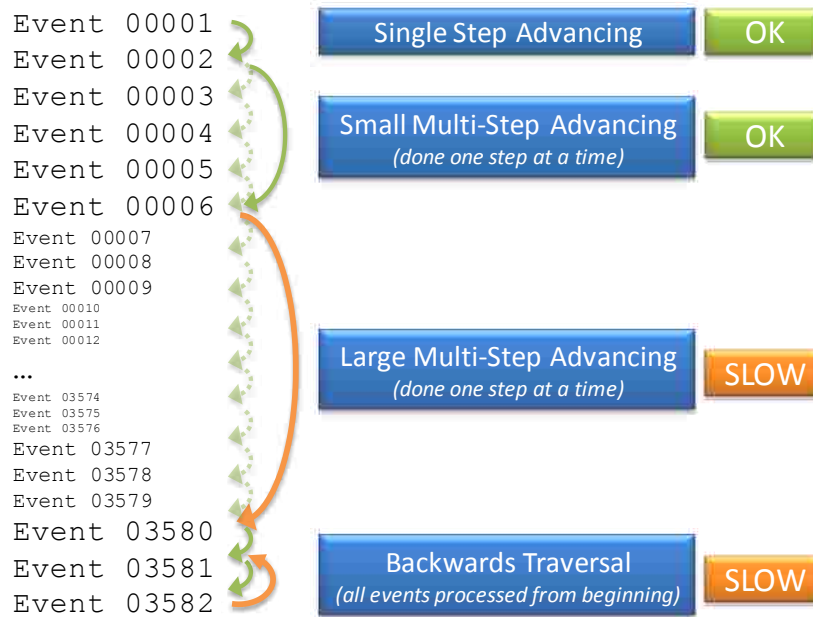 Event 00001
Single Step Advancing
OK
Event 00002
Event 00003
Event 00004
Small Multi-Step Advancing
(done one step at a time)
OK
Event 00005
Event 00006
Event 00007
Event 00008
Event 00009
Event 00010
Event 00011
Event 00012
Large Multi-Step Advancing
(done one step at a time)
SLOW
...
Event 03574
Event 03575
Event 03576
Event 03577
Event 03578
Event 03579
Event 03580
Event 03581
Event 03582
Backwards Traversal
(all events processed from beginning)
SLOW